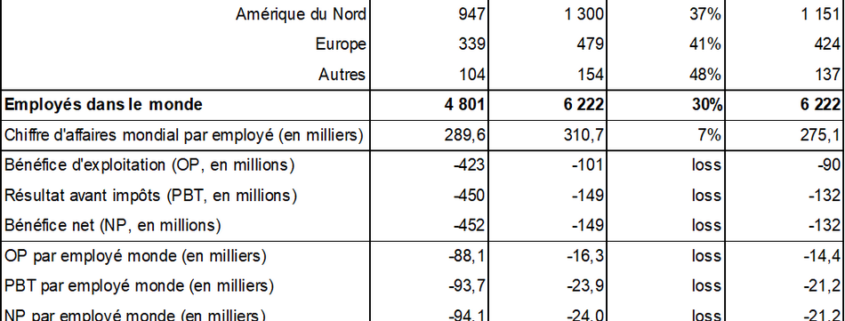 Amérique du Nord 947 1 300 37% 1 151
Europe 339 479 41% 424
Autres 104 154 48% 137
Employés dans le monde 4 801 6 222 30% 6 222
Chiffre d'affaires mondial par employé (en milliers) 289,6 310,7 7% 275,1
Bénéfice d'exploitation (OP, en millions) -423 -101 loss -90
Résultat avant impôts (PBT, en millions) -450 -149 loss -132
Bénéfice net (NP, en millions) -452 -149 loss -132
OP par employé monde (en milliers) -88,1 -16,3 loss -14,4
PBT par employé monde (en milliers) -93,7 -23,9 loss -21,2
NP par employé monde (en milliers) -94,1 -24,0 loss -21,2